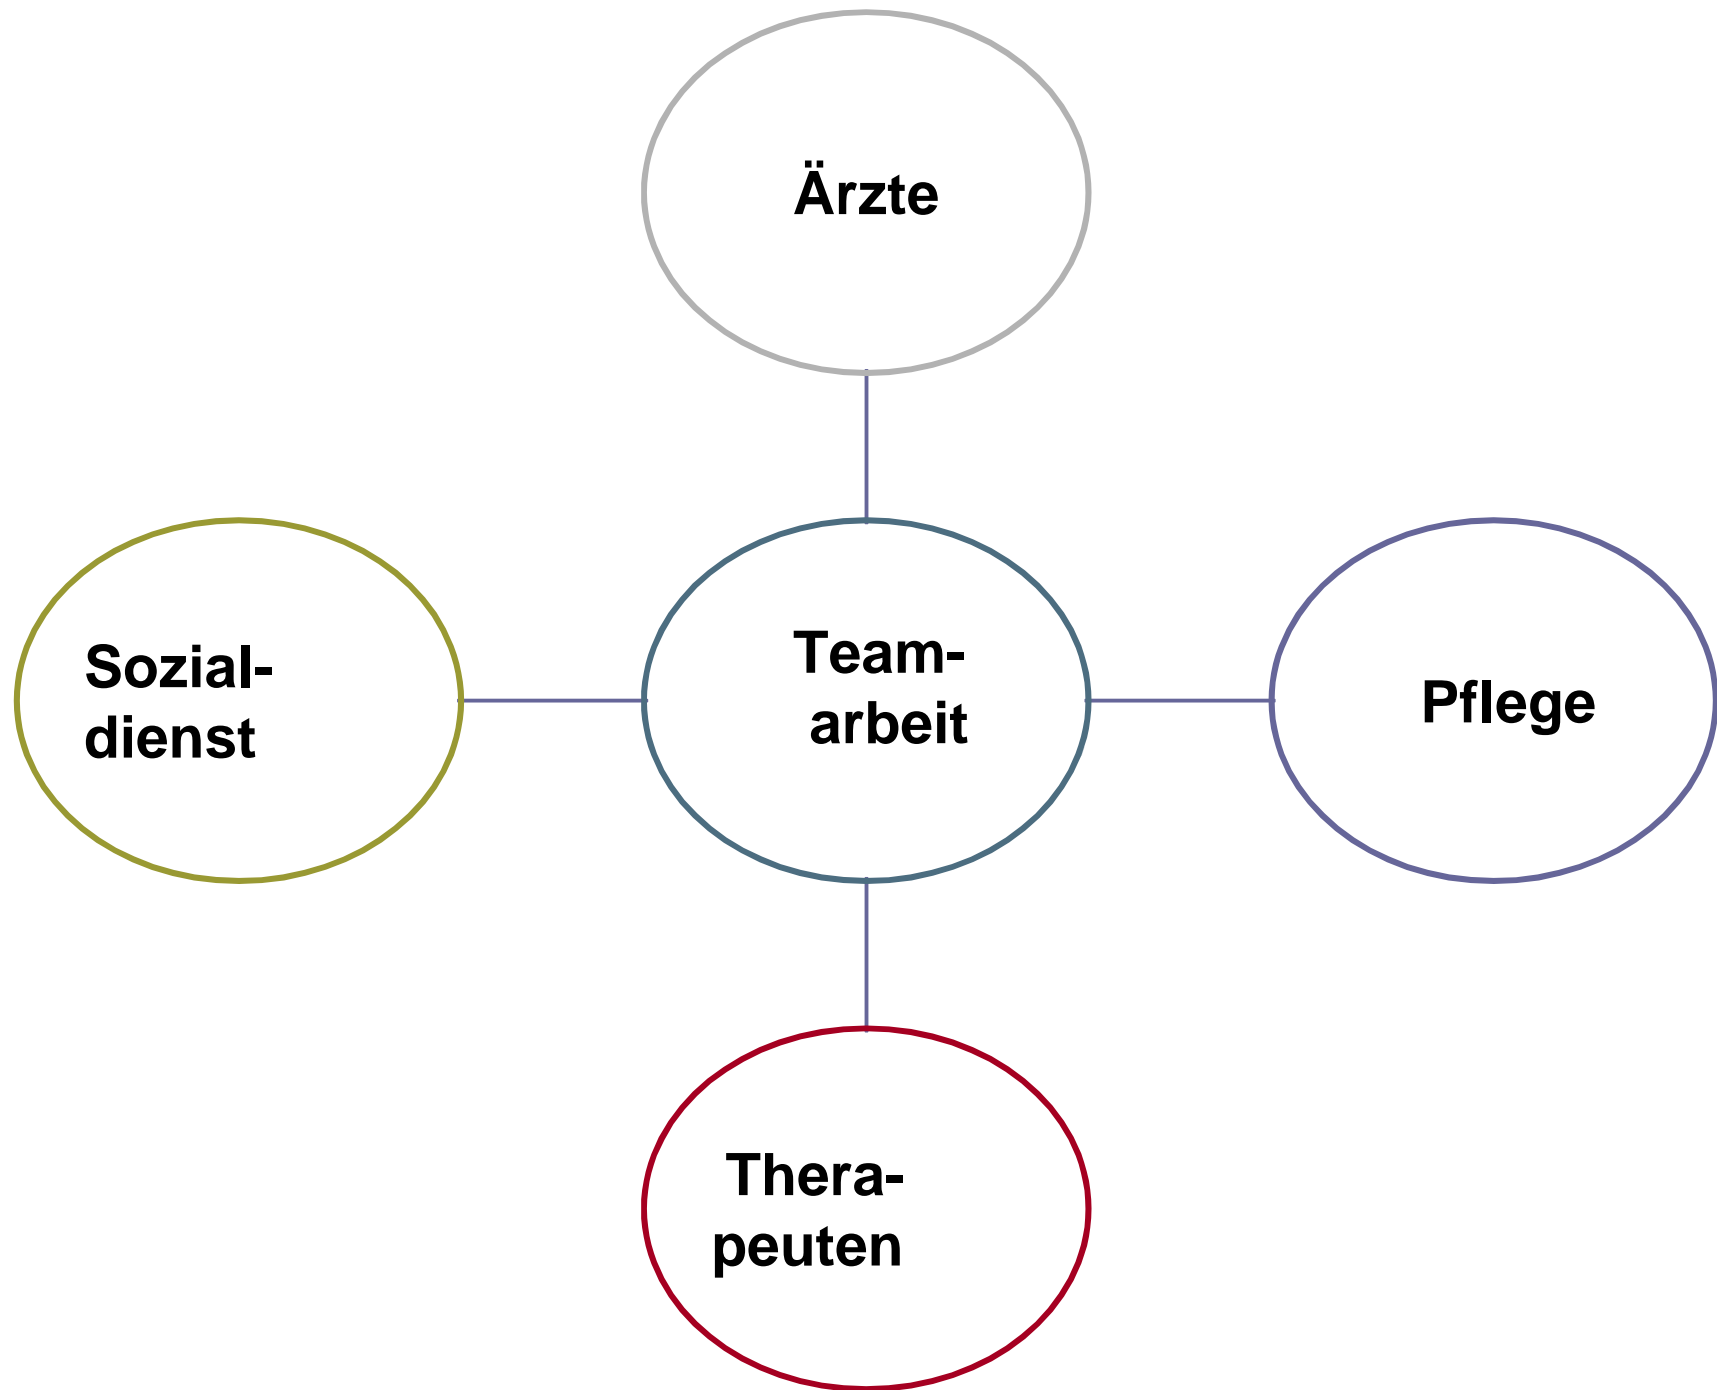 Ärzte
Sozial-
dienst
Team-
arbeit
Pflege
Thera-
peuten